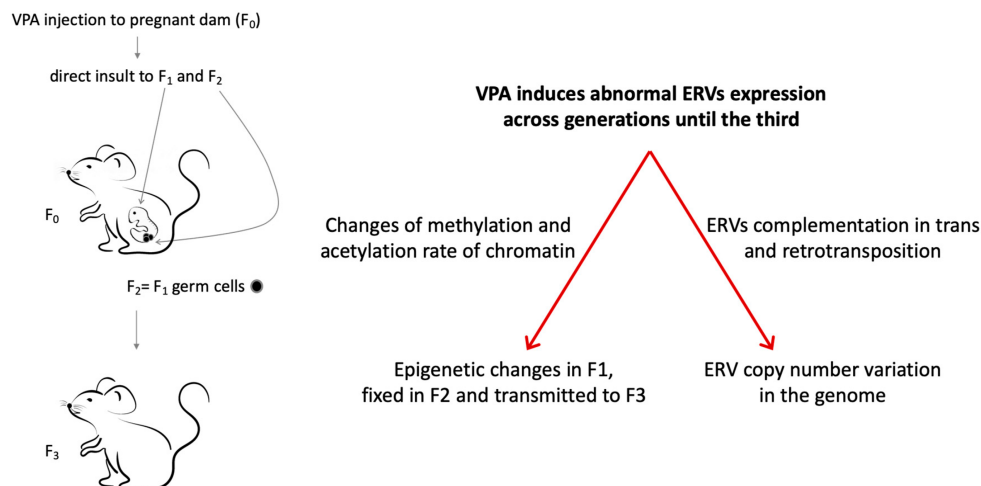 VPA injection to pregnant dam (F₀)
direct insult to F₁ and F₂
F₀
F₂= F₁ germ cells
F₃
VPA induces abnormal ERVs expression
across generations until the third
Changes of methylation and
acetylation rate of chromatin
ERVs complementation in trans
and retrotransposition
Epigenetic changes in F1,
fixed in F2 and transmitted to F3
ERV copy number variation
in the genome